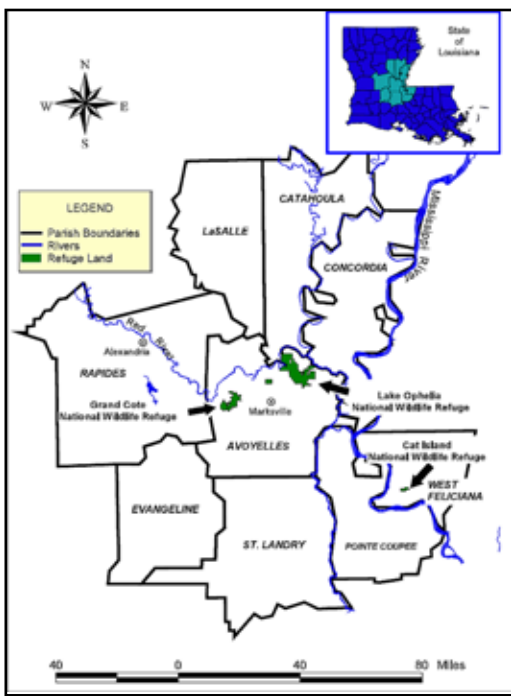 State
of
Louisiana
N
W
E
S
LEGEND
Parish Boundaries
Rivers
Refuge Land
CATAHOULA
LaSALLE
CONCORDIA
Mississippi River
Red River
Alexandria
RAPIDES
Grand Cote
National Wildlife Refuge
Marksville
AVOYELLES
Lake Ophelia
National Wildlife Refuge
Cat Island
National Wildlife Refuge
WEST
FELICIANA
EVANGELINE
ST. LANDRY
POINTE COUPEE
40 0 40 80
Miles